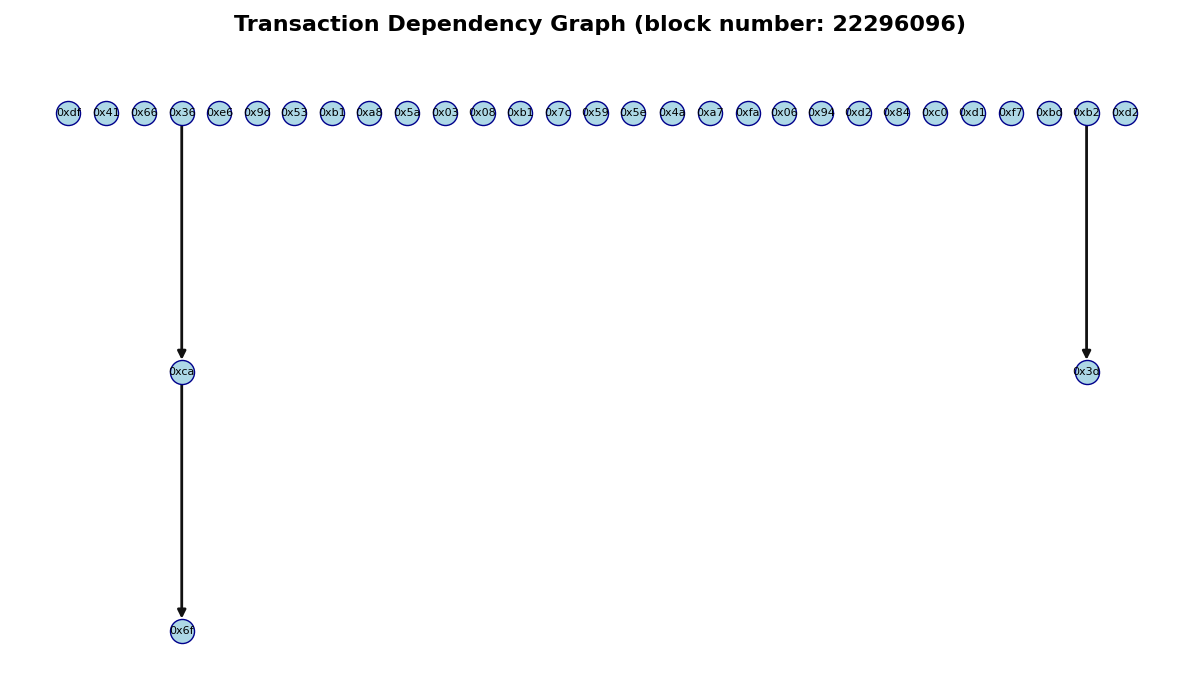 Transaction Dependency Graph (block number: 22296096)
0xdf 0x41 0x66 0x36 0xe6 0x9d 0x53 0xb1 0xa8 0x5a 0x03 0x08 0xb1 0x7c 0x59 0x5e 0x4a 0xa7 0xfa 0x06 0x94 0xd2 0x84 0xc0 0xd1 0xf7 0xbd 0xb2 0xd2
0xca 0x3d
0x6f